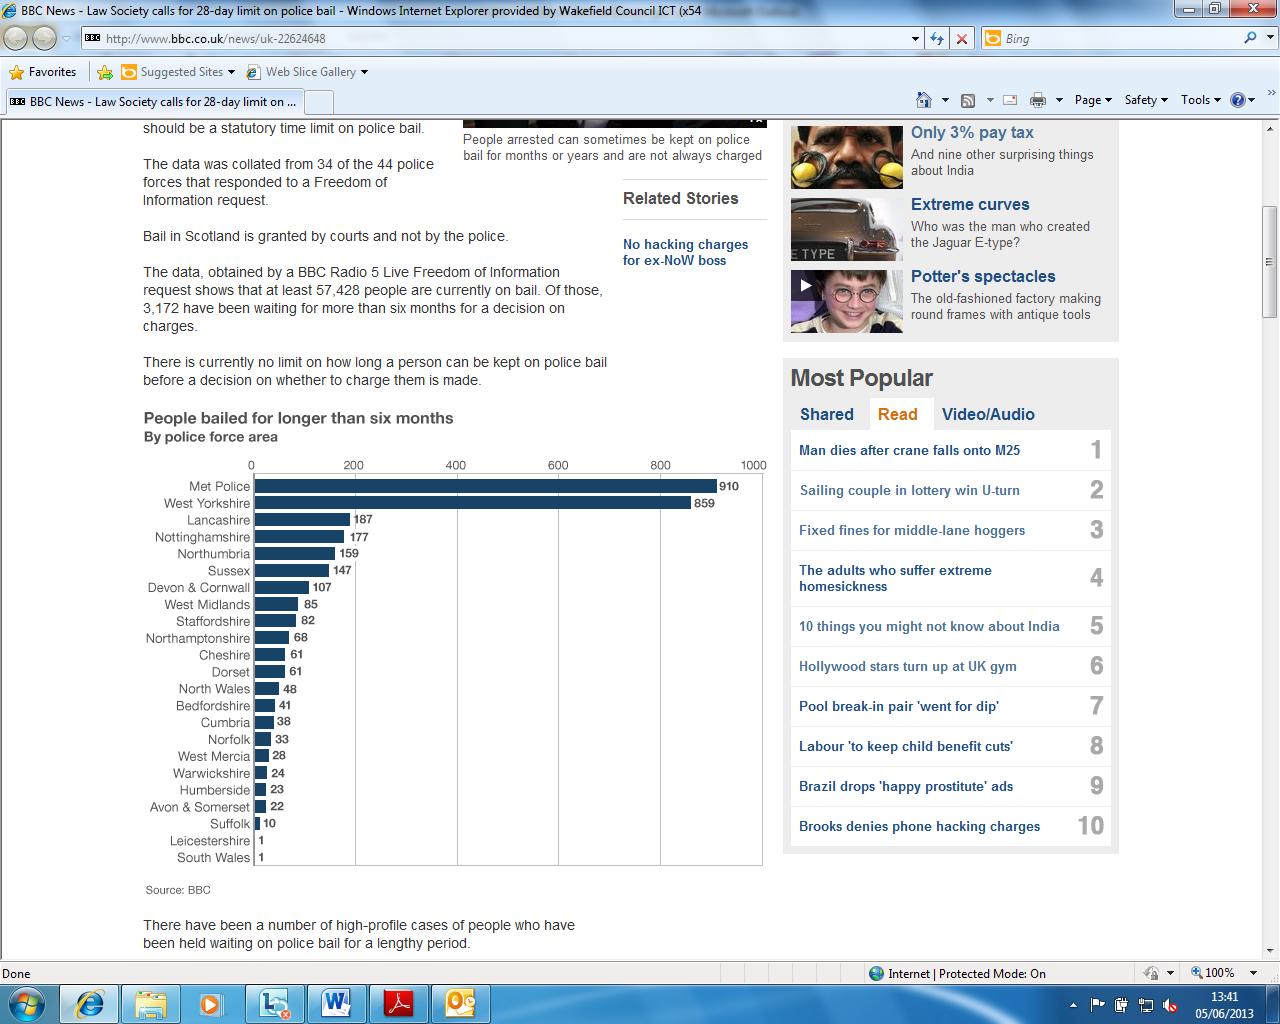 BBC News - Law Society calls for 28-day limit on police bail - Windows Internet Explorer provided by Wakefield Council ICT (x54
BBC http://www.bbc.co.uk/news/uk-22624648
Bing
Favorites Suggested Sites Web Slice Gallery
BBC BBC News - Law Society calls for 28-day limit on ...
Page Safety Tools
should be a statutory time limit on police bail.
The data was collated from 34 of the 44 police
forces that responded to a Freedom of
Information request.
Bail in Scotland is granted by courts and not by the police.
The data, obtained by a BBC Radio 5 Live Freedom of Information
request shows that at least 57,428 people are currently on bail. Of those,
3,172 have been waiting for more than six months for a decision on
charges.
There is currently no limit on how long a person can be kept on police bail
before a decision on whether to charge them is made.
People arrested can sometimes be kept on police
bail for months or years and are not always charged
Related Stories
No hacking charges
for ex-NoW boss
People bailed for longer than six months
By police force area
0 200 400 600 800 1000
Met Police 910
West Yorkshire 859
Lancashire 187
Nottinghamshire 177
Northumbria 159
Sussex 147
Devon & Cornwall 107
West Midlands 85
Staffordshire 82
Northamptonshire 68
Cheshire 61
Dorset 61
North Wales 48
Bedfordshire 41
Cumbria 38
Norfolk 33
West Mercia 28
Warwickshire 24
Humberside 23
Avon & Somerset 22
Suffolk 10
Leicestershire 1
South Wales 1
Source: BBC
There have been a number of high-profile cases of people who have
been held waiting on police bail for a lengthy period.
Only 3% pay tax
And nine other surprising things
about India
E TYPE
Extreme curves
Who was the man who created
the Jaguar E-type?
Potter's spectacles
The old-fashioned factory making
round frames with antique tools
Most Popular
Shared Read Video/Audio
Man dies after crane falls onto M25 1
Sailing couple in lottery win U-turn 2
Fixed fines for middle-lane hoggers 3
The adults who suffer extreme
homesickness 4
10 things you might not know about India 5
Hollywood stars turn up at UK gym 6
Pool break-in pair 'went for dip' 7
Labour 'to keep child benefit cuts' 8
Brazil drops 'happy prostitute' ads 9
Brooks denies phone hacking charges 10
Done
Internet | Protected Mode: On
100%
13:41
05/06/2013